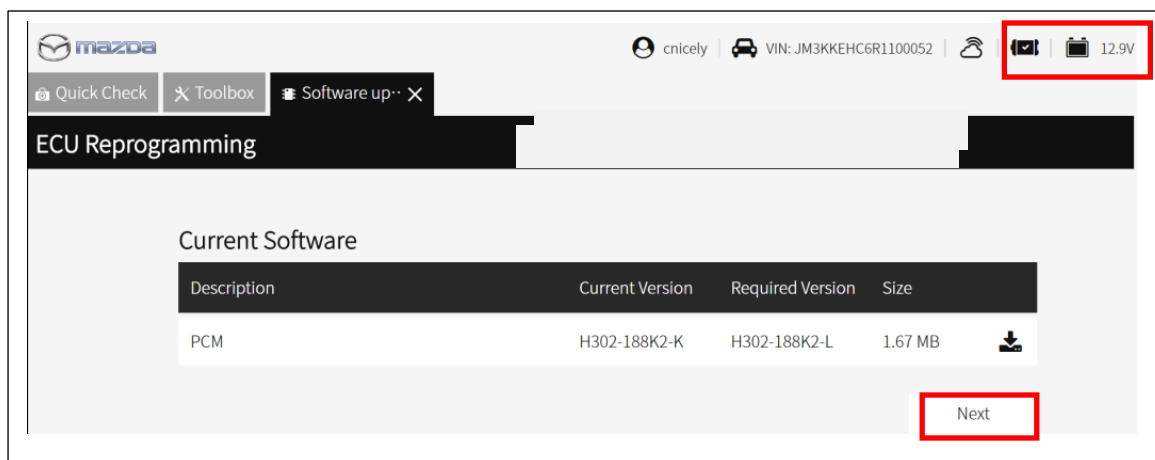 mazda cnicely VIN: JM3KKEHC6R1100052 12.9V
Quick Check Toolbox Software up··
ECU Reprogramming
Current Software
Description Current Version Required Version Size
PCM H302-188K2-K H302-188K2-L 1.67 MB
Next